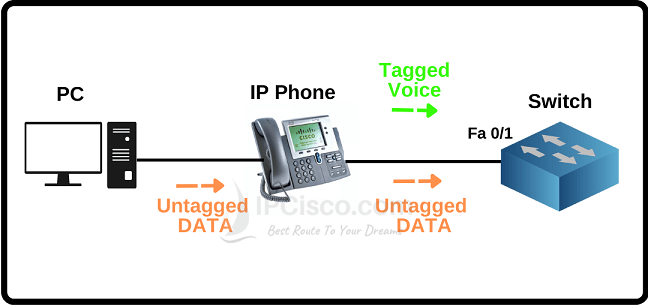 Tagged
Voice
PC
IP Phone
Switch
Fa 0/1
CISCO
Untagged
DATA
Untagged
DATA
IPCisco.com
Best Route To Your Dreams